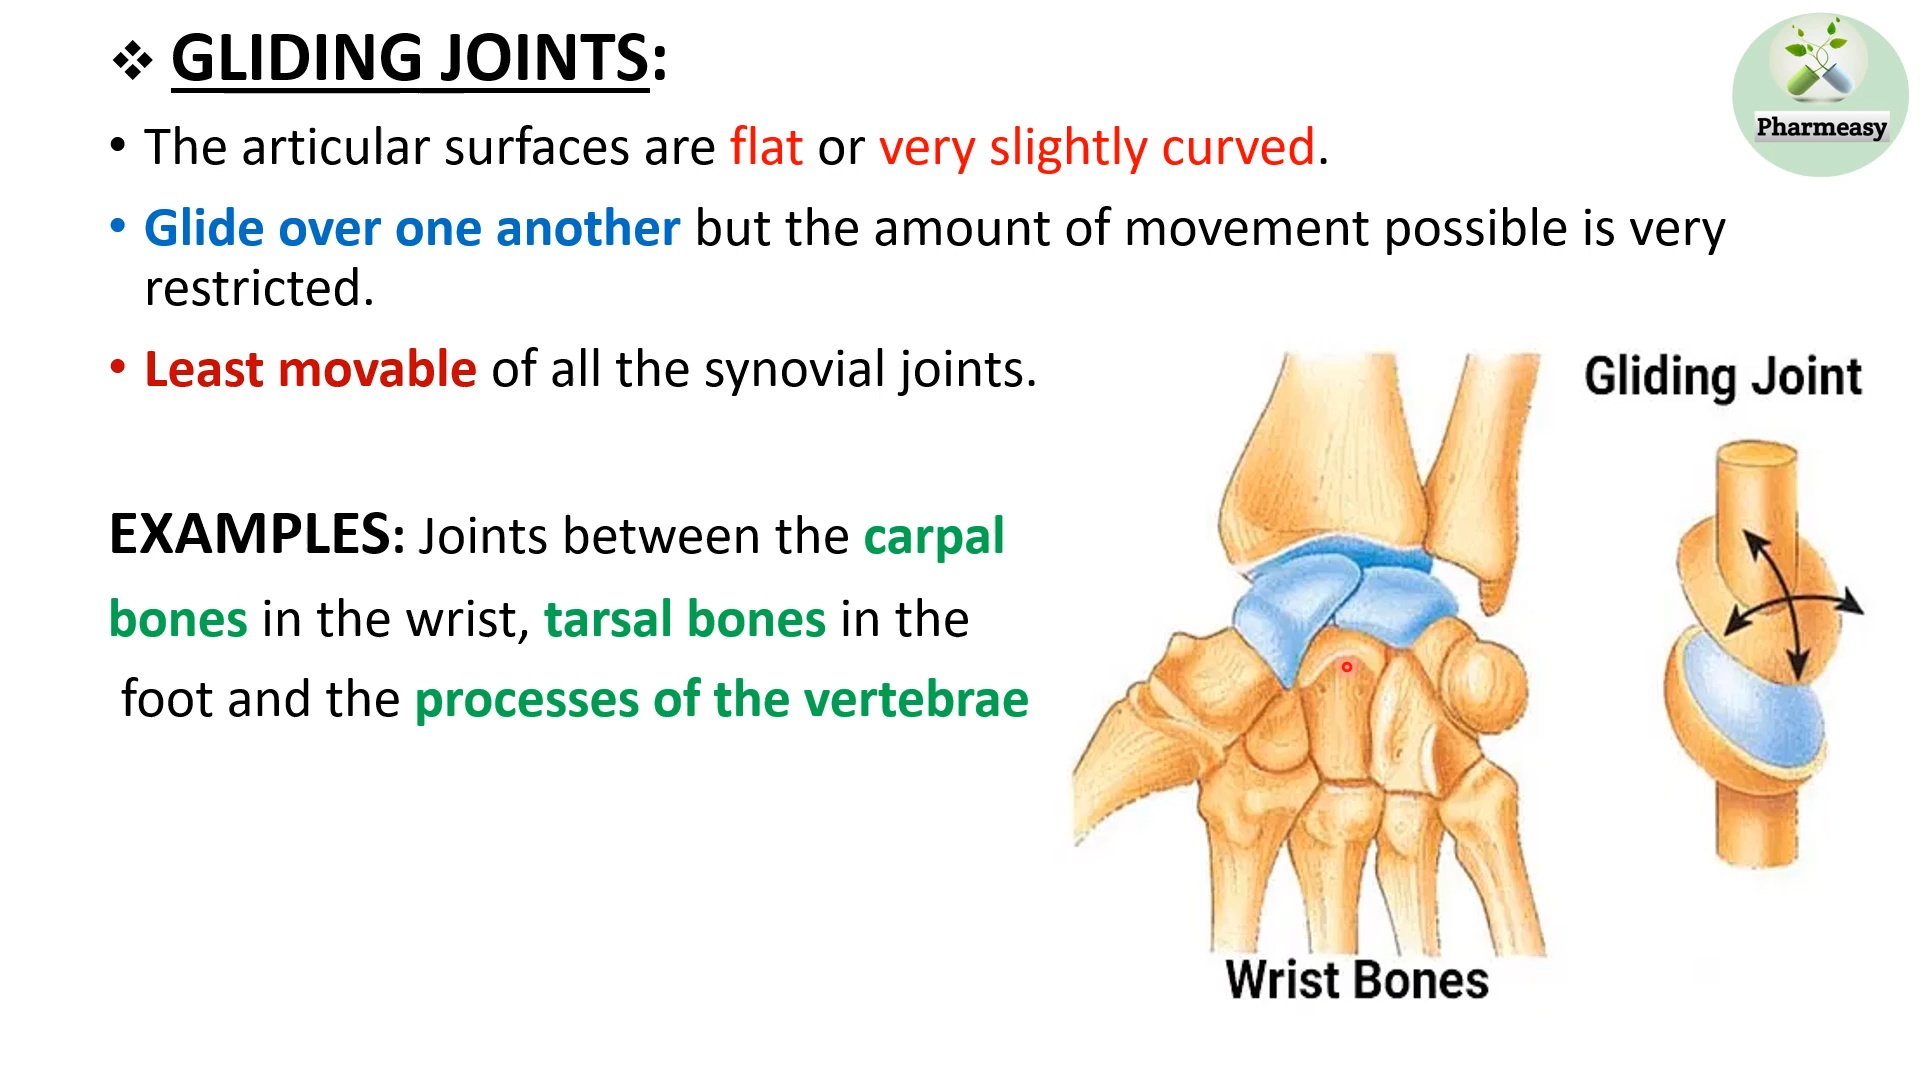 ❖ GLIDING JOINTS:
• The articular surfaces are flat or very slightly curved.
• Glide over one another but the amount of movement possible is very
restricted.
• Least movable of all the synovial joints.
EXAMPLES: Joints between the carpal
bones in the wrist, tarsal bones in the
foot and the processes of the vertebrae
Pharmeasy
Gliding Joint
Wrist Bones